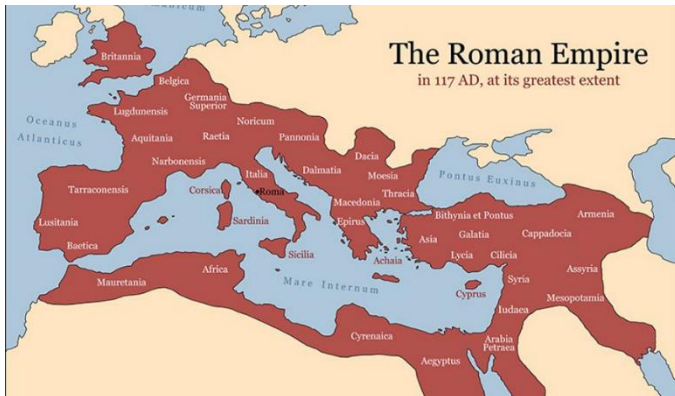 Germanicum
The Roman Empire
in 117 AD, at its greatest extent
Britannia
Belgica
Germania
Superior
Lugdunensis
Noricum
Oceanus
Atlanticus
Aquitania
Raetia
Pannonia
Narbonensis
Dacia
Italia
Dalmatia
Moesia
Pontus Euxinus
Tarraconensis
Corsica
Roma
Thracia
Macedonia
Lusitania
Sardinia
Epirus
Bithynia et Pontus
Armenia
Baetica
Asia
Galatia
Cappadocia
Sicilia
Achaia
Lycia
Cilicia
Mauretania
Africa
Mare Internum
Cyprus
Syria
Assyria
Mesopotamia
Iudaea
Cyrenaica
Arabia
Petraea
Aegyptus